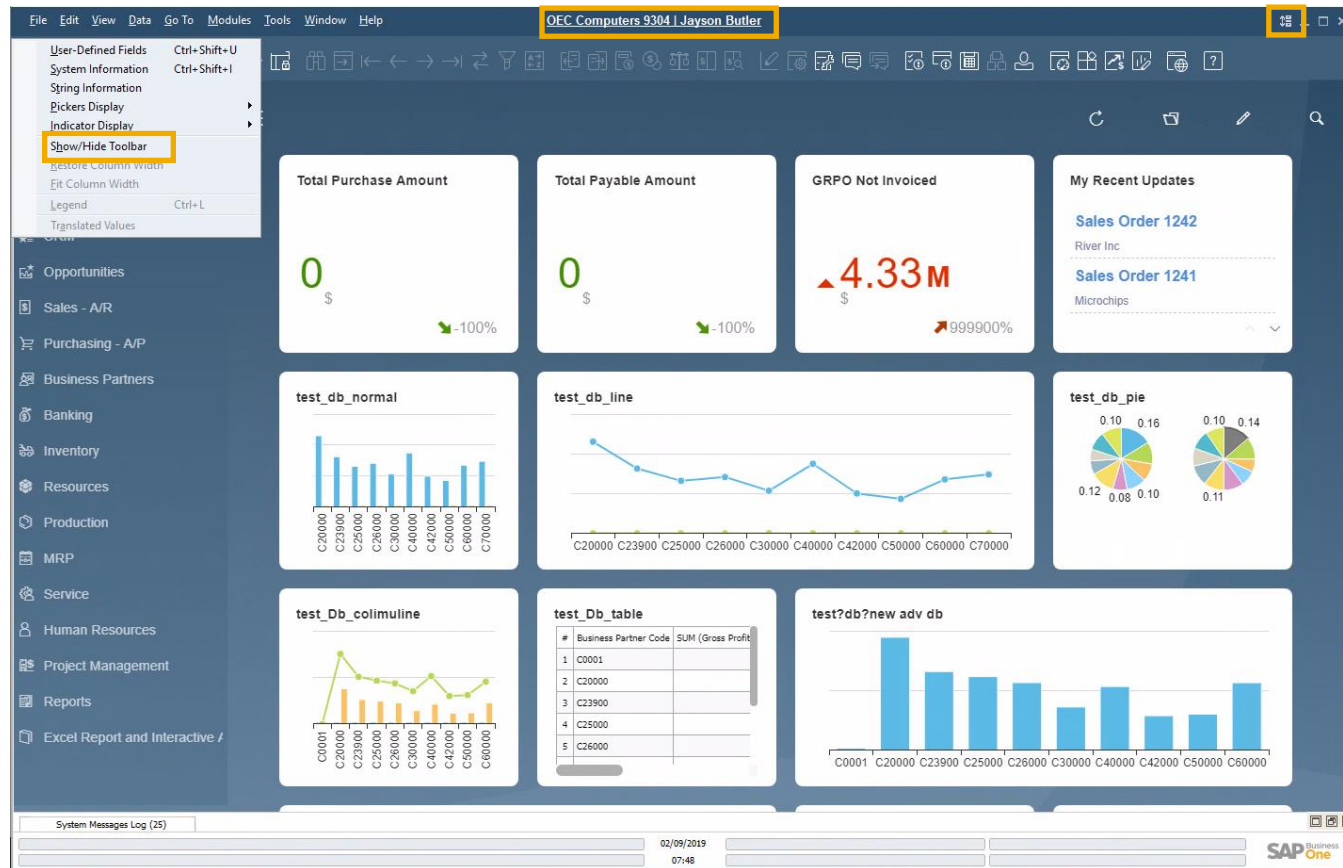 File Edit View Data Go To Modules Tools Window Help
OEC Computers 9304 | Jayson Butler
User-Defined Fields Ctrl+Shift+U
System Information Ctrl+Shift+I
String Information
Pickers Display
Indicator Display
Show/Hide Toolbar
Restore Column Width
Fit Column Width
Legend Ctrl+L
Translated Values
CRM
Opportunities
Sales - A/R
Purchasing - A/P
Business Partners
Banking
Inventory
Resources
Production
MRP
Service
Human Resources
Project Management
Reports
Excel Report and Interactive A
Total Purchase Amount
0
$
-100%
Total Payable Amount
0
$
-100%
GRPO Not Invoiced
4.33 M
$
999900%
My Recent Updates
Sales Order 1242
River Inc
Sales Order 1241
Microchips
test_db_normal
C20000 C23900 C25000 C26000 C30000 C40000 C42000 C50000 C60000 C70000
test_db_line
C20000 C23900 C25000 C26000 C30000 C40000 C42000 C50000 C60000 C70000
test_db_pie
0.10 0.16 0.10 0.14
0.12 0.08 0.10 0.11
test_Db_colimuline
C0001 C20000 C23900 C25000 C26000 C30000 C40000 C42000 C50000 C60000
test_Db_table
# Business Partner Code SUM (Gross Profit
1 C0001
2 C20000
3 C23900
4 C25000
5 C26000
test?db?new adv db
C0001 C20000 C23900 C25000 C26000 C30000 C40000 C42000 C50000 C60000
System Messages Log (25)
02/09/2019
07:48
SAP Business One